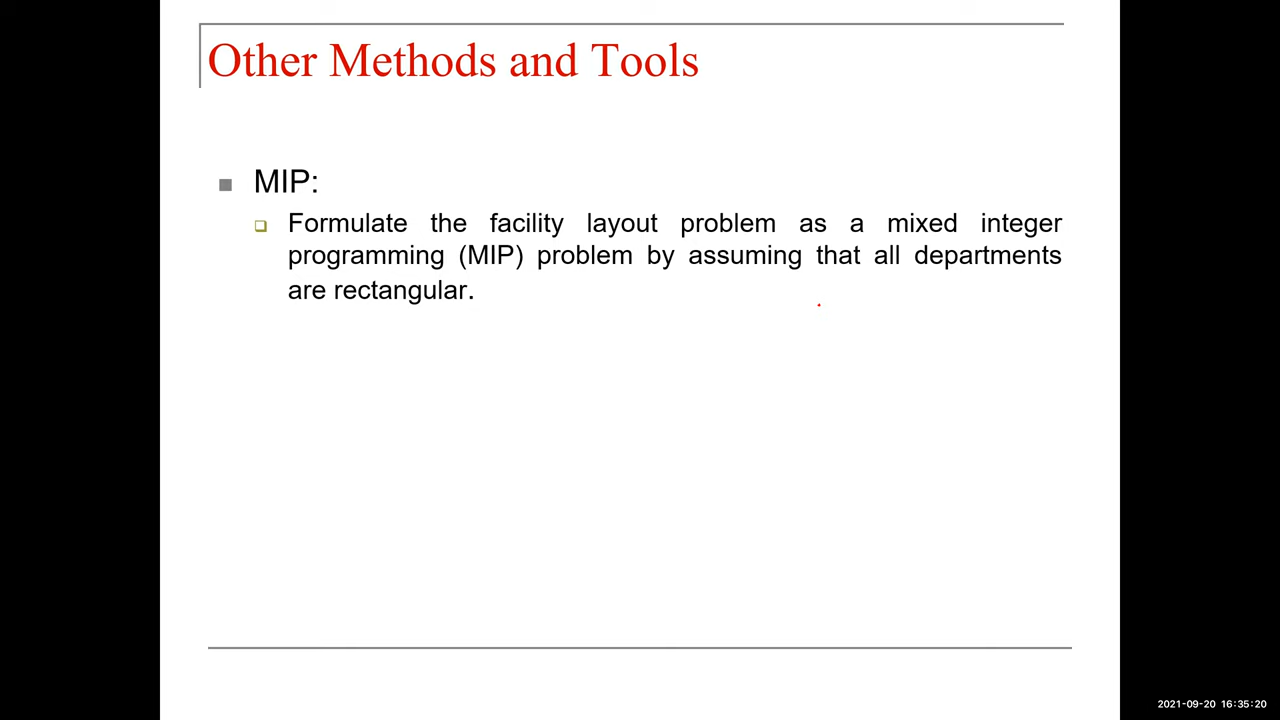 Other Methods and Tools
MIP:
Formulate the facility layout problem as a mixed integer
programming (MIP) problem by assuming that all departments
are rectangular.
2021-09-20 16:35:20